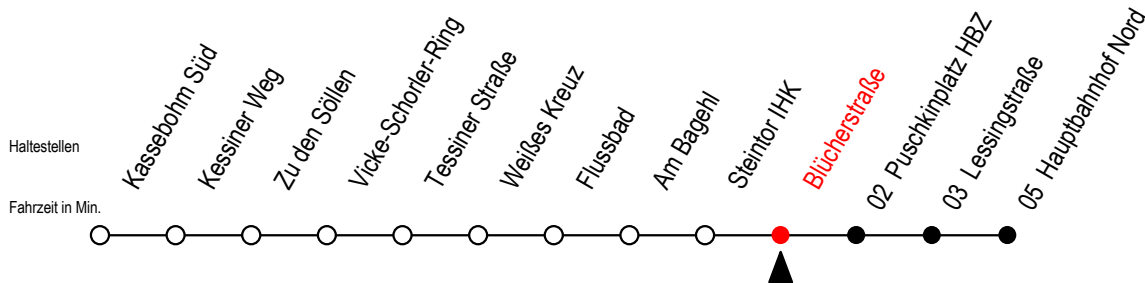 Haltestellen
Kassebohm Süd
Kessiner Weg
Zu den Söllen
Vicke-Schorler-Ring
Tessiner Straße
Weißes Kreuz
Flussbad
Am Bagehl
Steintor IHK
Blücherstraße
02 Puschkinplatz HBZ
03 Lessingstraße
05 Hauptbahnhof Nord
Fahrzeit in Min.